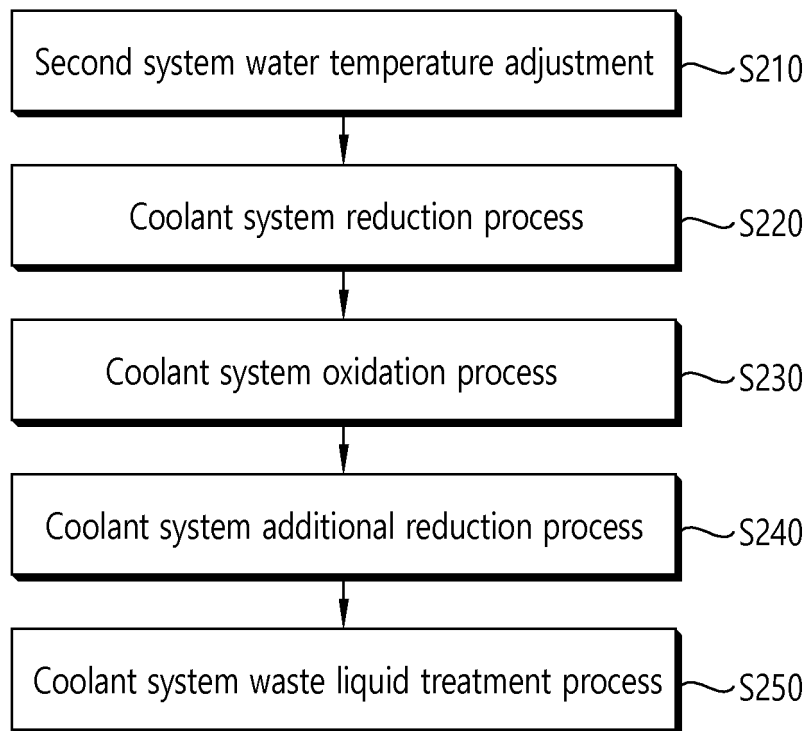 Second system water temperature adjustment
S210
Coolant system reduction process
S220
Coolant system oxidation process
S230
Coolant system additional reduction process
S240
Coolant system waste liquid treatment process
S250